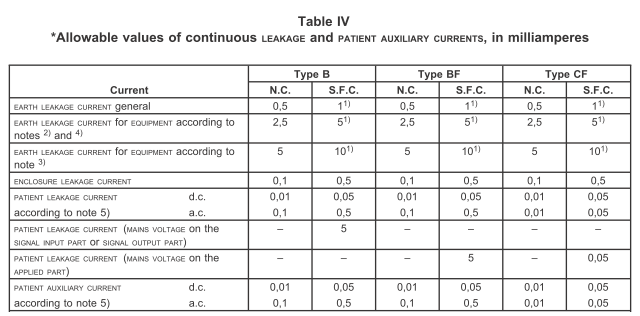 Table IV
*Allowable values of continuous LEAKAGE and PATIENT AUXILIARY CURRENTS, in milliamperes
Current Type B Type BF Type CF
N.C. S.F.C. N.C. S.F.C. N.C. S.F.C.
EARTH LEAKAGE CURRENT general 0,5 1 1) 0,5 1 1) 0,5 1 1)
EARTH LEAKAGE CURRENT for EQUIPMENT according to 2,5 5 1) 2,5 5 1) 2,5 5 1)
notes 2) and 4)
EARTH LEAKAGE CURRENT for EQUIPMENT according to 5 10 1) 5 10 1) 5 10 1)
note 3)
ENCLOSURE LEAKAGE CURRENT 0,1 0,5 0,1 0,5 0,1 0,5
PATIENT LEAKAGE CURRENT d.c. 0,01 0,05 0,01 0,05 0,01 0,05
according to note 5) a.c. 0,1 0,5 0,1 0,5 0,01 0,05
PATIENT LEAKAGE CURRENT (MAINS VOLTAGE on the – 5 – – – –
SIGNAL INPUT PART or SIGNAL OUTPUT PART)
PATIENT LEAKAGE CURRENT (MAINS VOLTAGE on the – – – 5 – 0,05
APPLIED PART)
PATIENT AUXILIARY CURRENT d.c. 0,01 0,05 0,01 0,05 0,01 0,05
according to note 5) a.c. 0,1 0,5 0,1 0,5 0,01 0,05